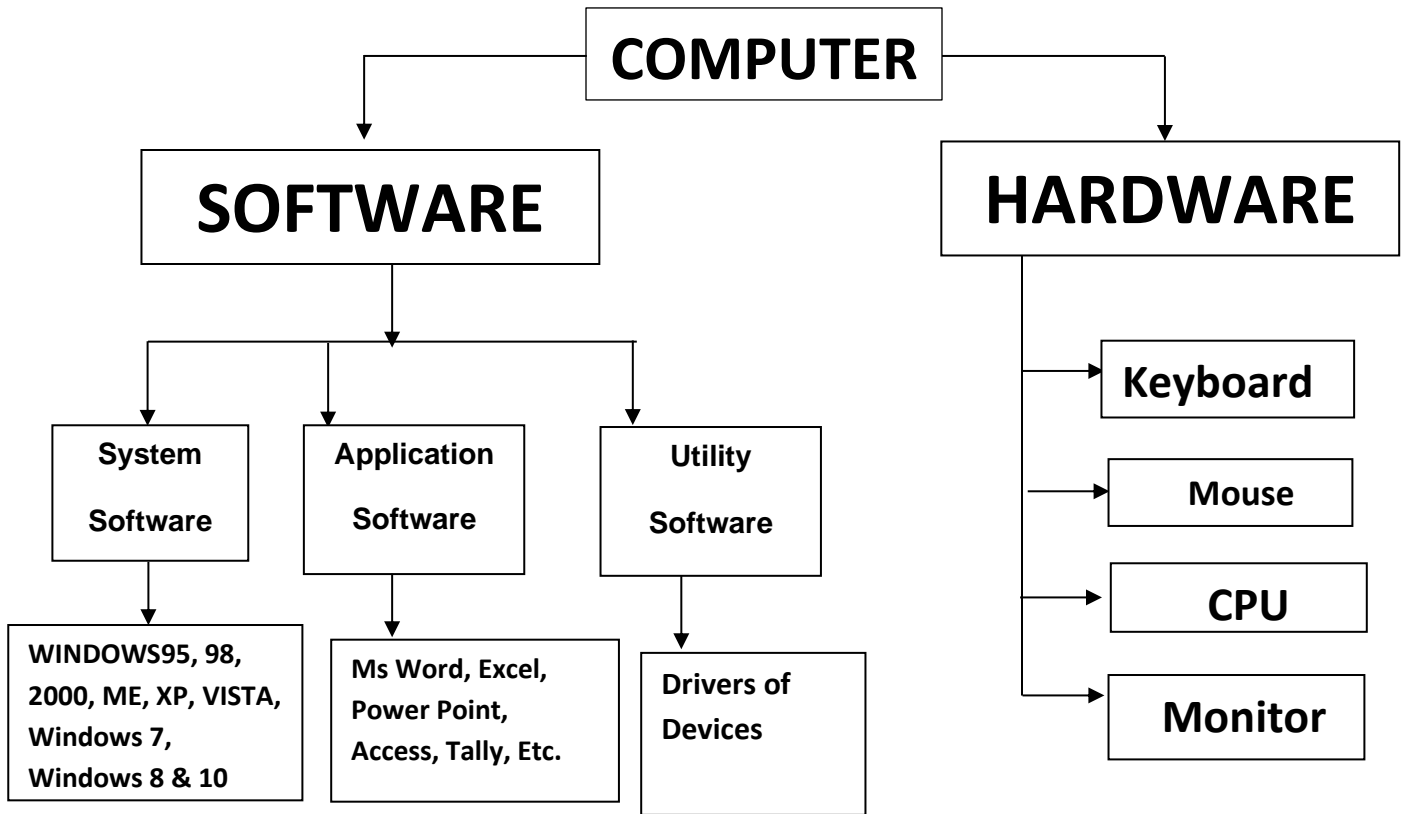 COMPUTER
SOFTWARE
HARDWARE
System
Software
Application
Software
Utility
Software
WINDOWS95, 98,
2000, ME, XP, VISTA,
Windows 7,
Windows 8 & 10
Ms Word, Excel,
Power Point,
Access, Tally, Etc.
Drivers of
Devices
Keyboard
Mouse
CPU
Monitor